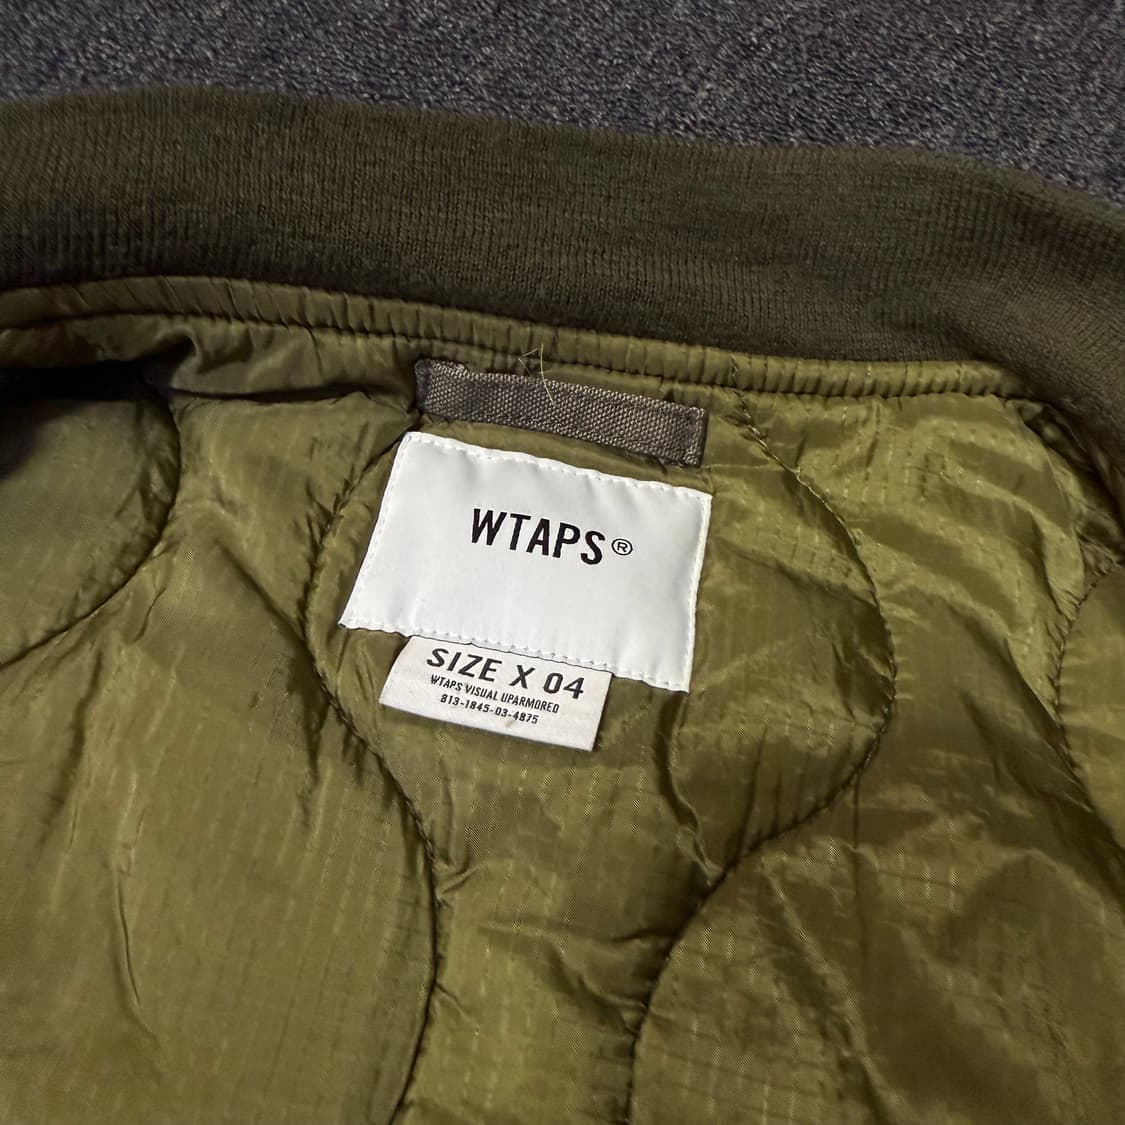 WTAPS®
SIZE X 04
WTAPS VISUAL UPARMORED
813-1845-03-4875